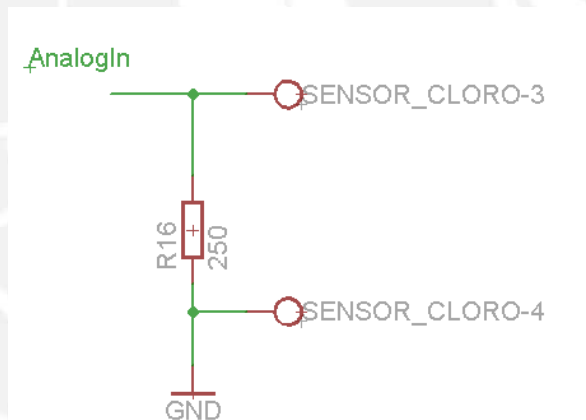 AnalogIn
SENSOR_CLORO-3
R16
250
SENSOR_CLORO-4
GND